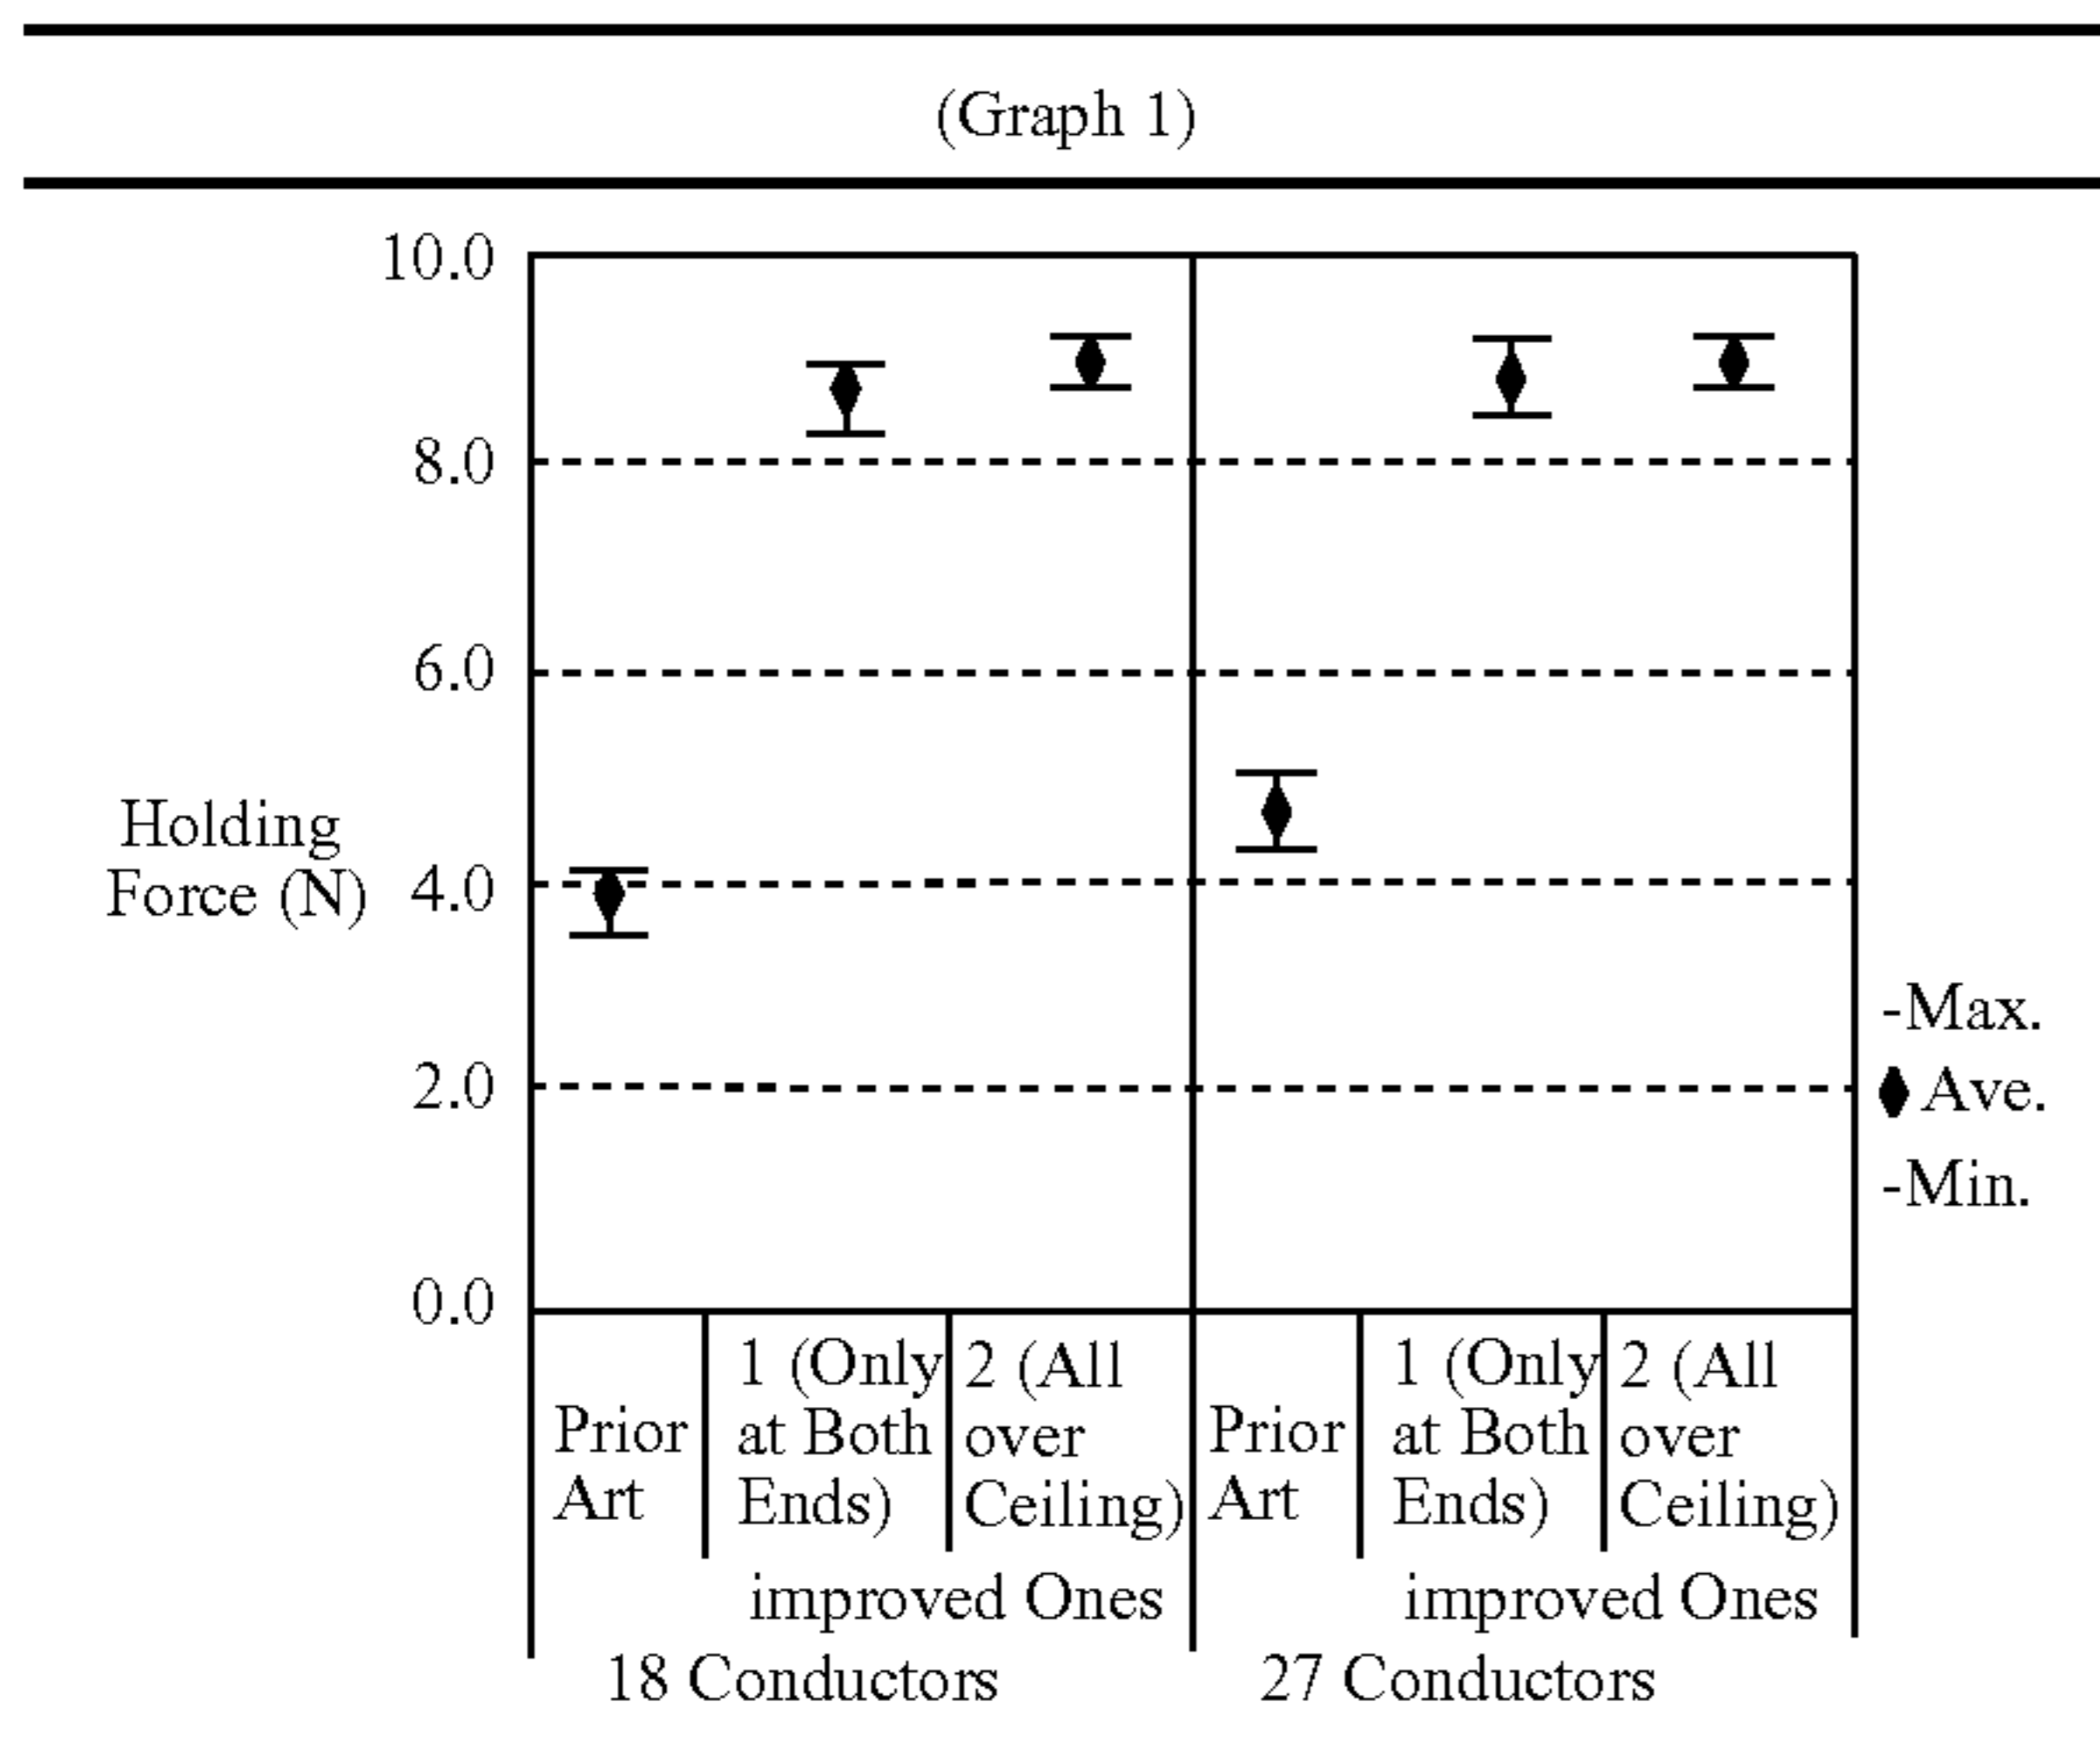 (Graph 1)
10.0
8.0
6.0
4.0
2.0
0.0
Holding
Force (N)
-Max.
Ave.
-Min.
Prior
Art
1 (Only
at Both
Ends)
2 (All
over
Ceiling)
improved Ones
18 Conductors
Prior
Art
1 (Only
at Both
Ends)
2 (All
over
Ceiling)
improved Ones
27 Conductors